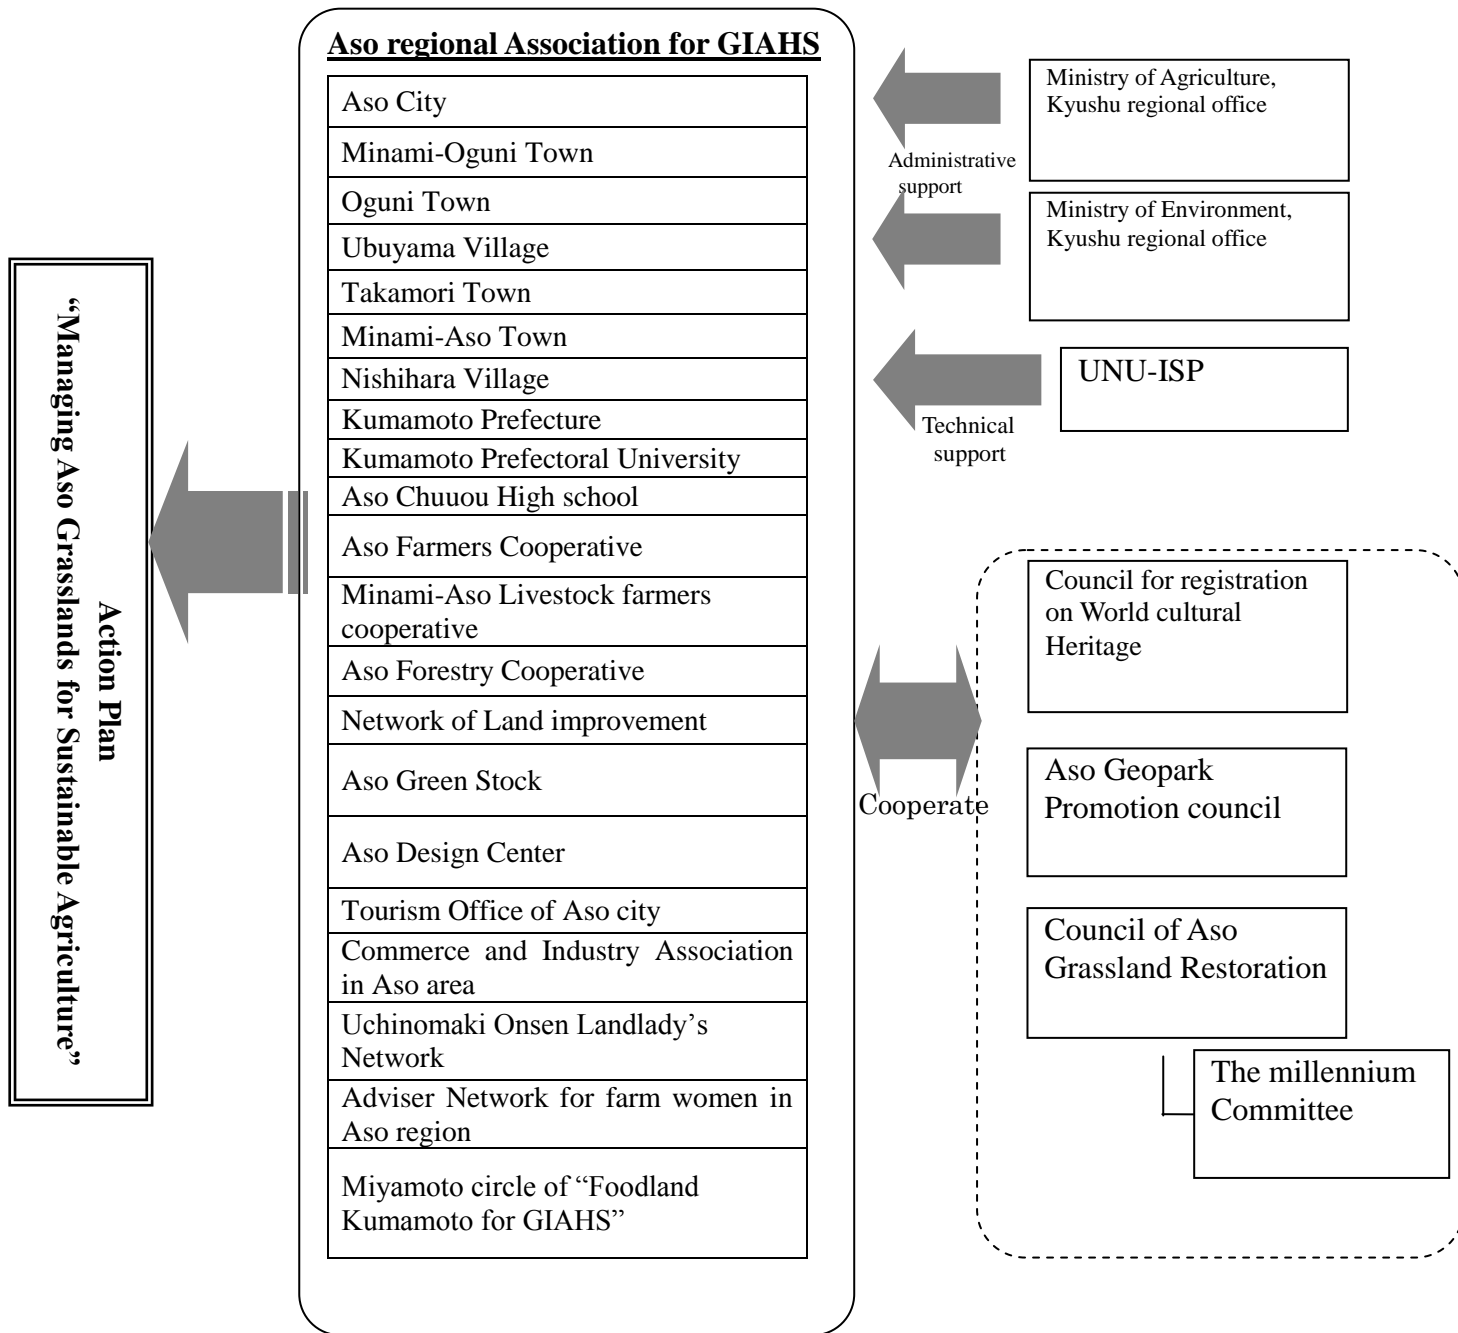 Aso regional Association for GIAHS
Aso City
Minami-Oguni Town
Oguni Town
Ubuyama Village
Takamori Town
Minami-Aso Town
Nishihara Village
Kumamoto Prefecture
Kumamoto Prefectoral University
Aso Chuuou High school
Aso Farmers Cooperative
Minami-Aso Livestock farmers
cooperative
Aso Forestry Cooperative
Network of Land improvement
Aso Green Stock
Aso Design Center
Tourism Office of Aso city
Commerce and Industry Association
in Aso area
Uchinomaki Onsen Landlady’s
Network
Adviser Network for farm women in
Aso region
Miyamoto circle of “Foodland
Kumamoto for GIAHS”
Action Plan
“Managing Aso Grasslands for Sustainable Agriculture”
Ministry of Agriculture,
Kyushu regional office
Administrative
support
Ministry of Environment,
Kyushu regional office
UNU-ISP
Technical
support
Cooperate
Council for registration
on World cultural
Heritage
Aso Geopark
Promotion council
Council of Aso
Grassland Restoration
The millennium
Committee